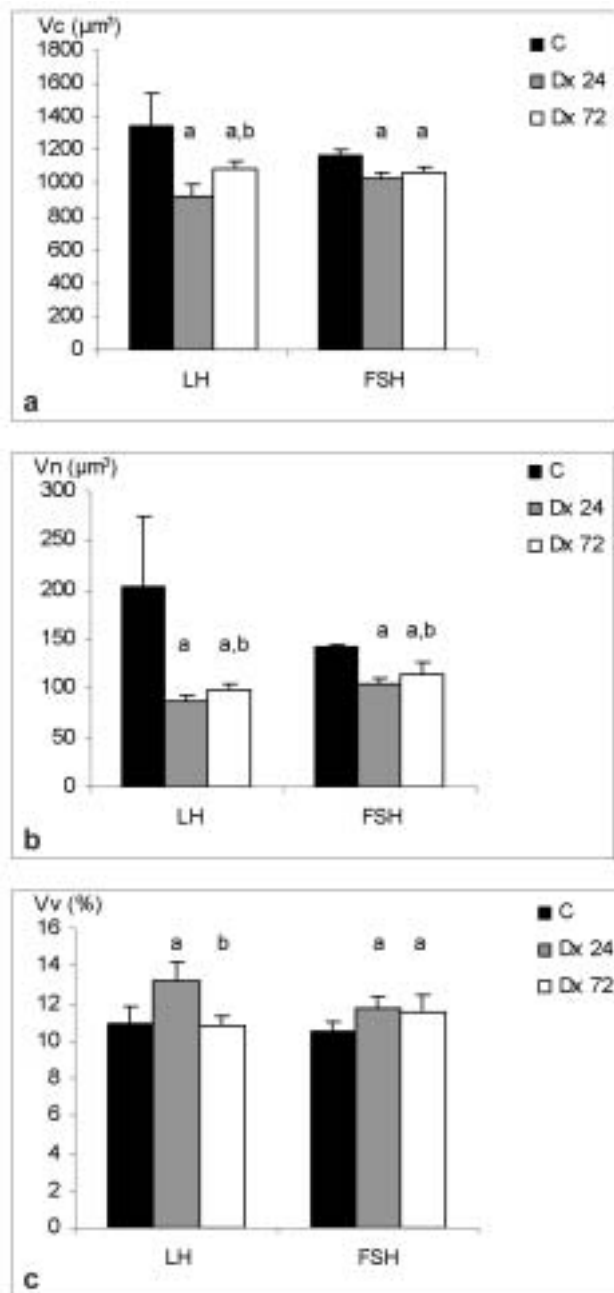 Vc (µm³)
1800
1600
1400
1200
1000
800
600
400
200
0
C
Dx 24
Dx 72
a a,b a a
LH FSH
a
Vn (µm³)
300
250
200
150
100
50
0
C
Dx 24
Dx 72
a a,b a a,b
LH FSH
b
Vv (%)
16
14
12
10
8
6
4
2
0
C
Dx 24
Dx 72
a b a a
LH FSH
c